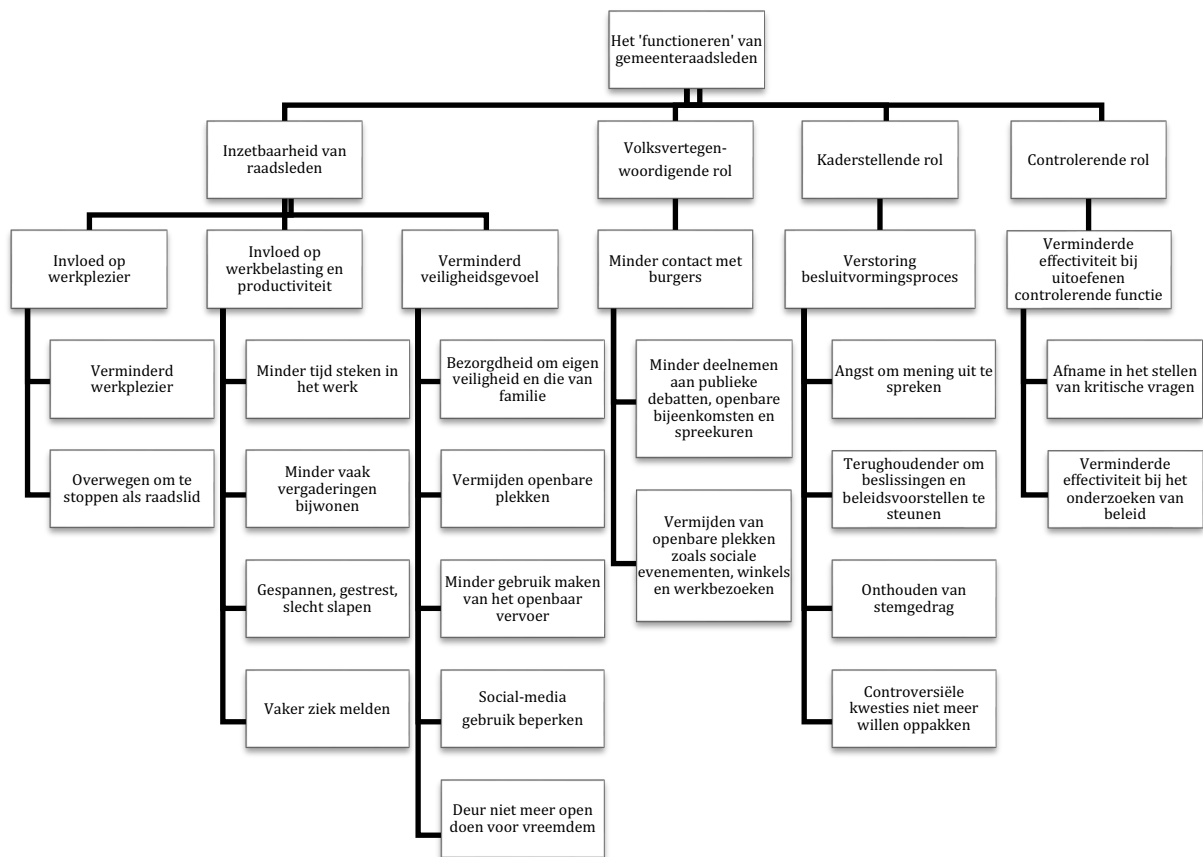 Het 'functioneren' van
gemeenteraadsleden
Inzetbaarheid van
raadsleden
Volksvertegen-
woordigende rol
Kaderstellende rol
Controlerende rol
Invloed op
werkplezier
Invloed op
werkbelasting en
productiviteit
Verminderd
veiligheidsgevoel
Minder contact met
burgers
Verstoring
besluitvormingsproces
Verminderde
effectiviteit bij
uitoefenen
controlerende functie
Verminderd
werkplezier
Overwegen om te
stoppen als raadslid
Minder tijd steken in
het werk
Minder vaak
vergaderingen
bijwonen
Gespannen, gestrest,
slecht slapen
Vaker ziek melden
Bezorgdheid om eigen
veiligheid en die van
familie
Vermijden openbare
plekken
Minder gebruik maken
van het openbaar
vervoer
Social-media
gebruik beperken
Deur niet meer open
doen voor vreemdem
Minder deelnemen
aan publieke
debatten, openbare
bijeenkomsten en
spreekuren
Vermijden van
openbare plekken
zoals sociale
evenementen, winkels
en werkbezoeken
Angst om mening uit te
spreken
Terughoudender om
beslissingen en
beleidsvoorstellen te
steunen
Onthouden van
stemgedrag
Controversiële
kwesties niet meer
willen oppakken
Afname in het stellen
van kritische vragen
Verminderde
effectiviteit bij het
onderzoeken van
beleid